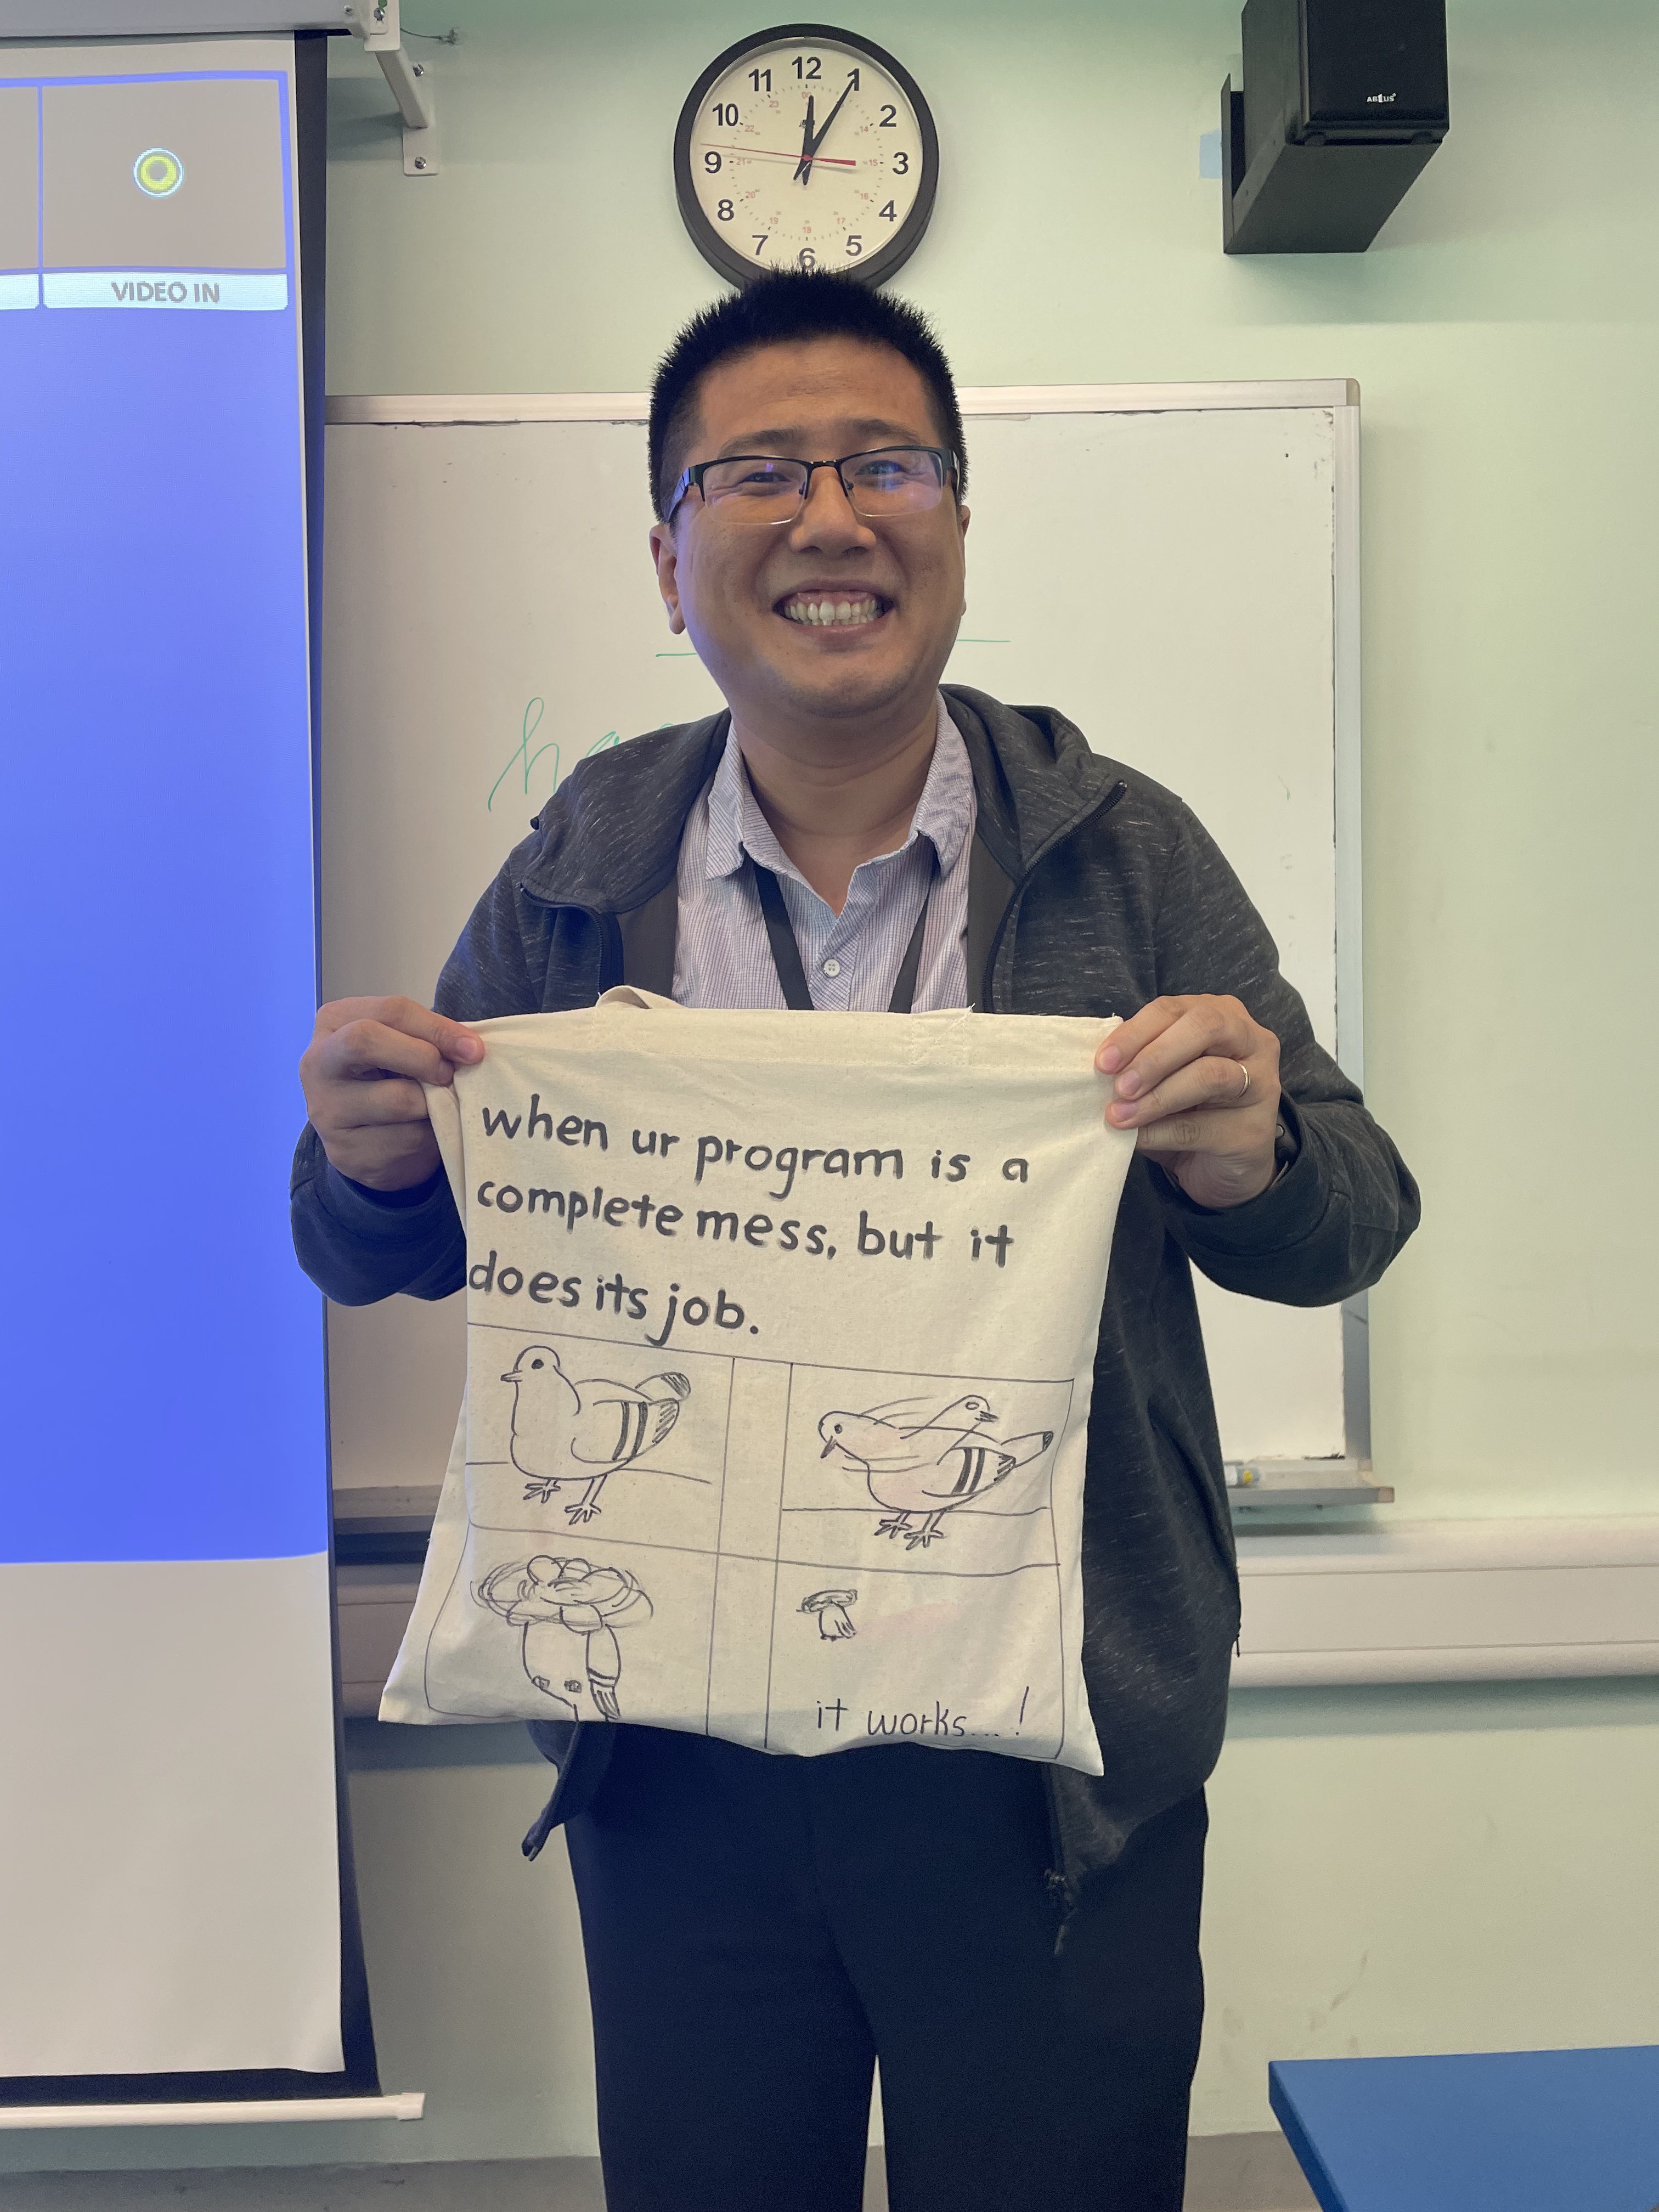 12
11
1
10
2
9
3
8
4
7
5
6
ABEUS
VIDEO IN
when ur program is a
complete mess, but it
does its job.
it works....!